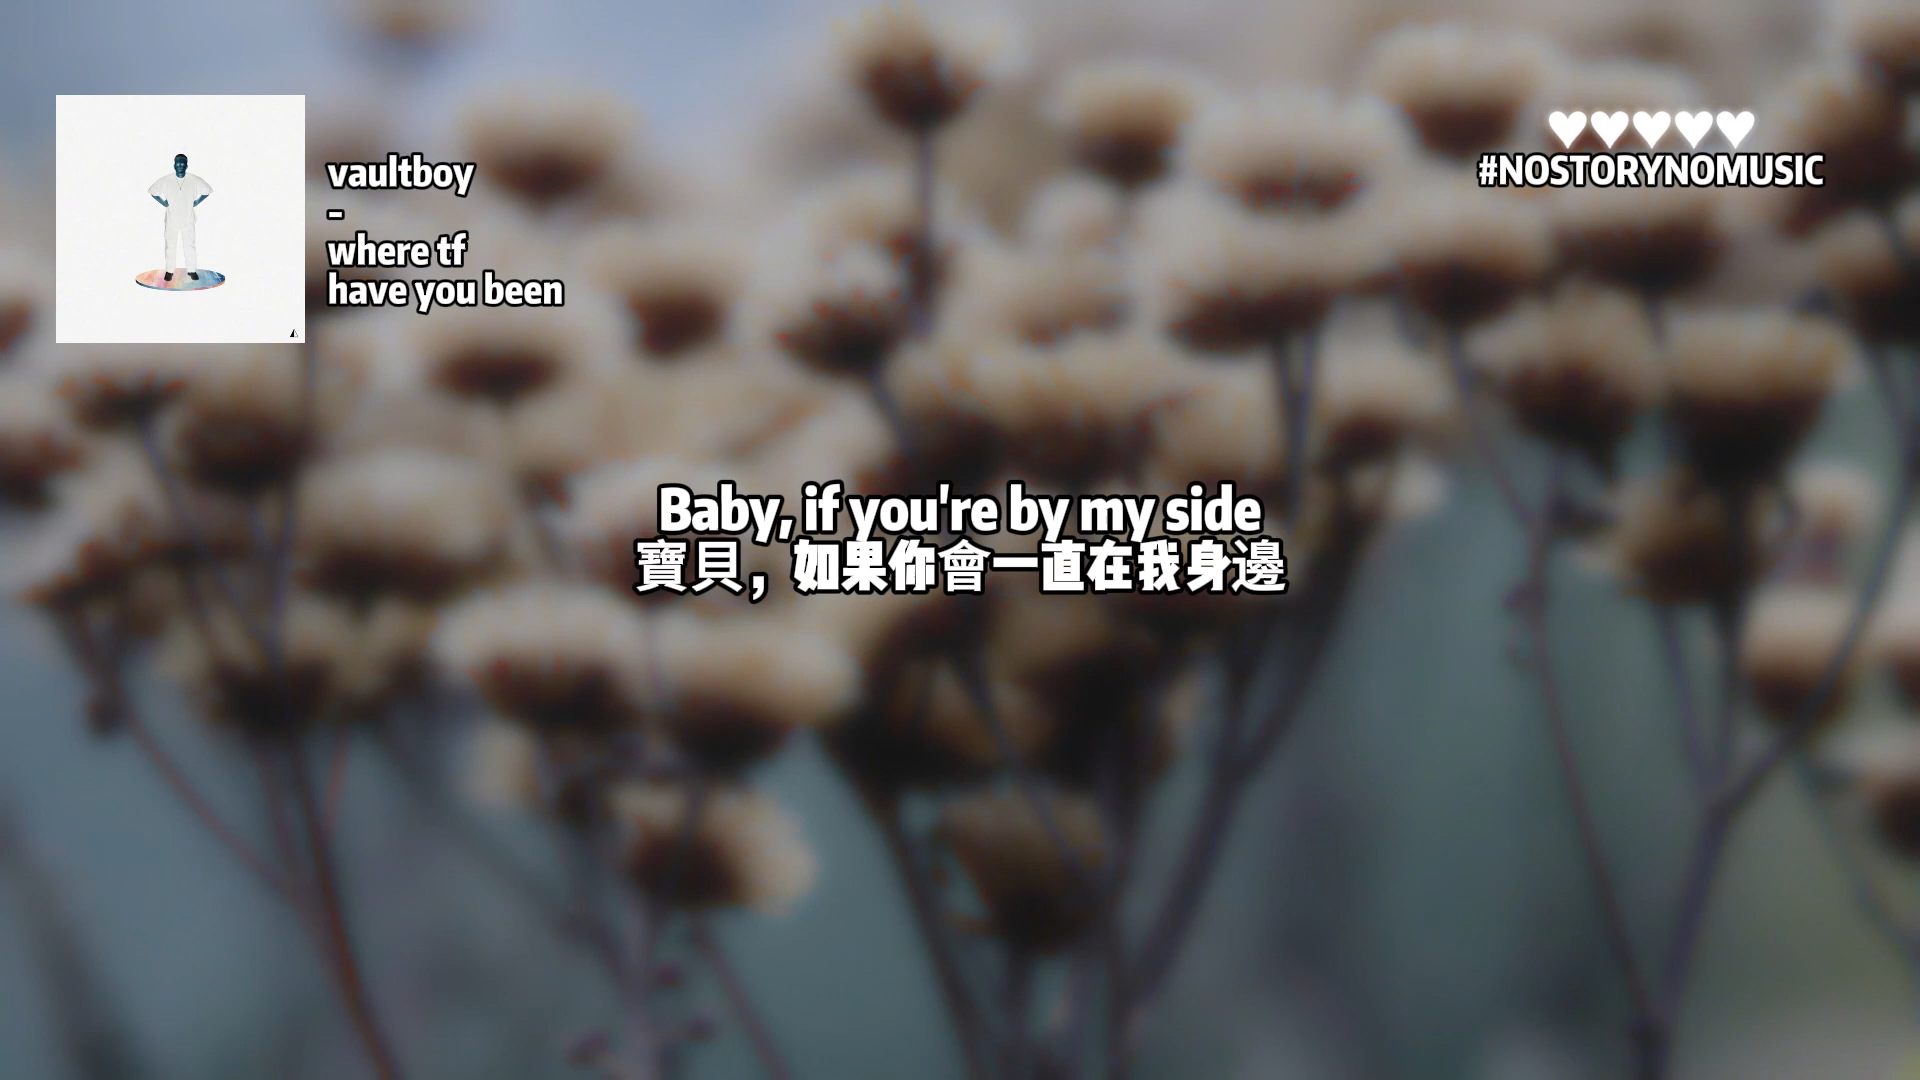 vaultboy
-
where tf
have you been
♥♥♥♥♥
#NOSTORYNOMUSIC
Baby, if you're by my side
寶貝，如果你會一直在我身邊